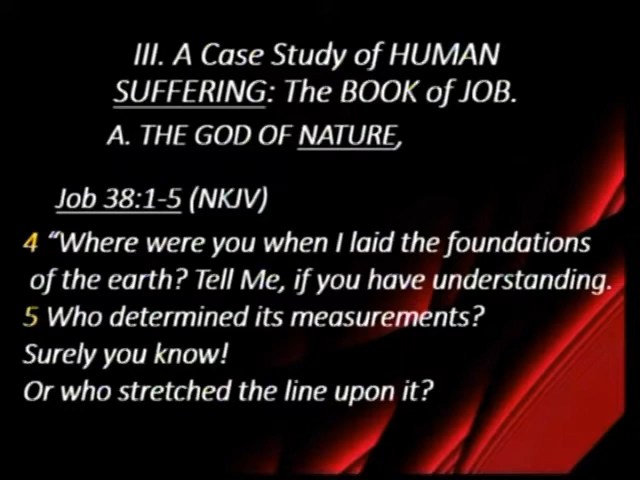 III. A Case Study of HUMAN
SUFFERING: The BOOK of JOB.
A. THE GOD OF NATURE,
Job 38:1-5 (NKJV)
4 “Where were you when I laid the foundations
of the earth? Tell Me, if you have understanding.
5 Who determined its measurements?
Surely you know!
Or who stretched the line upon it?